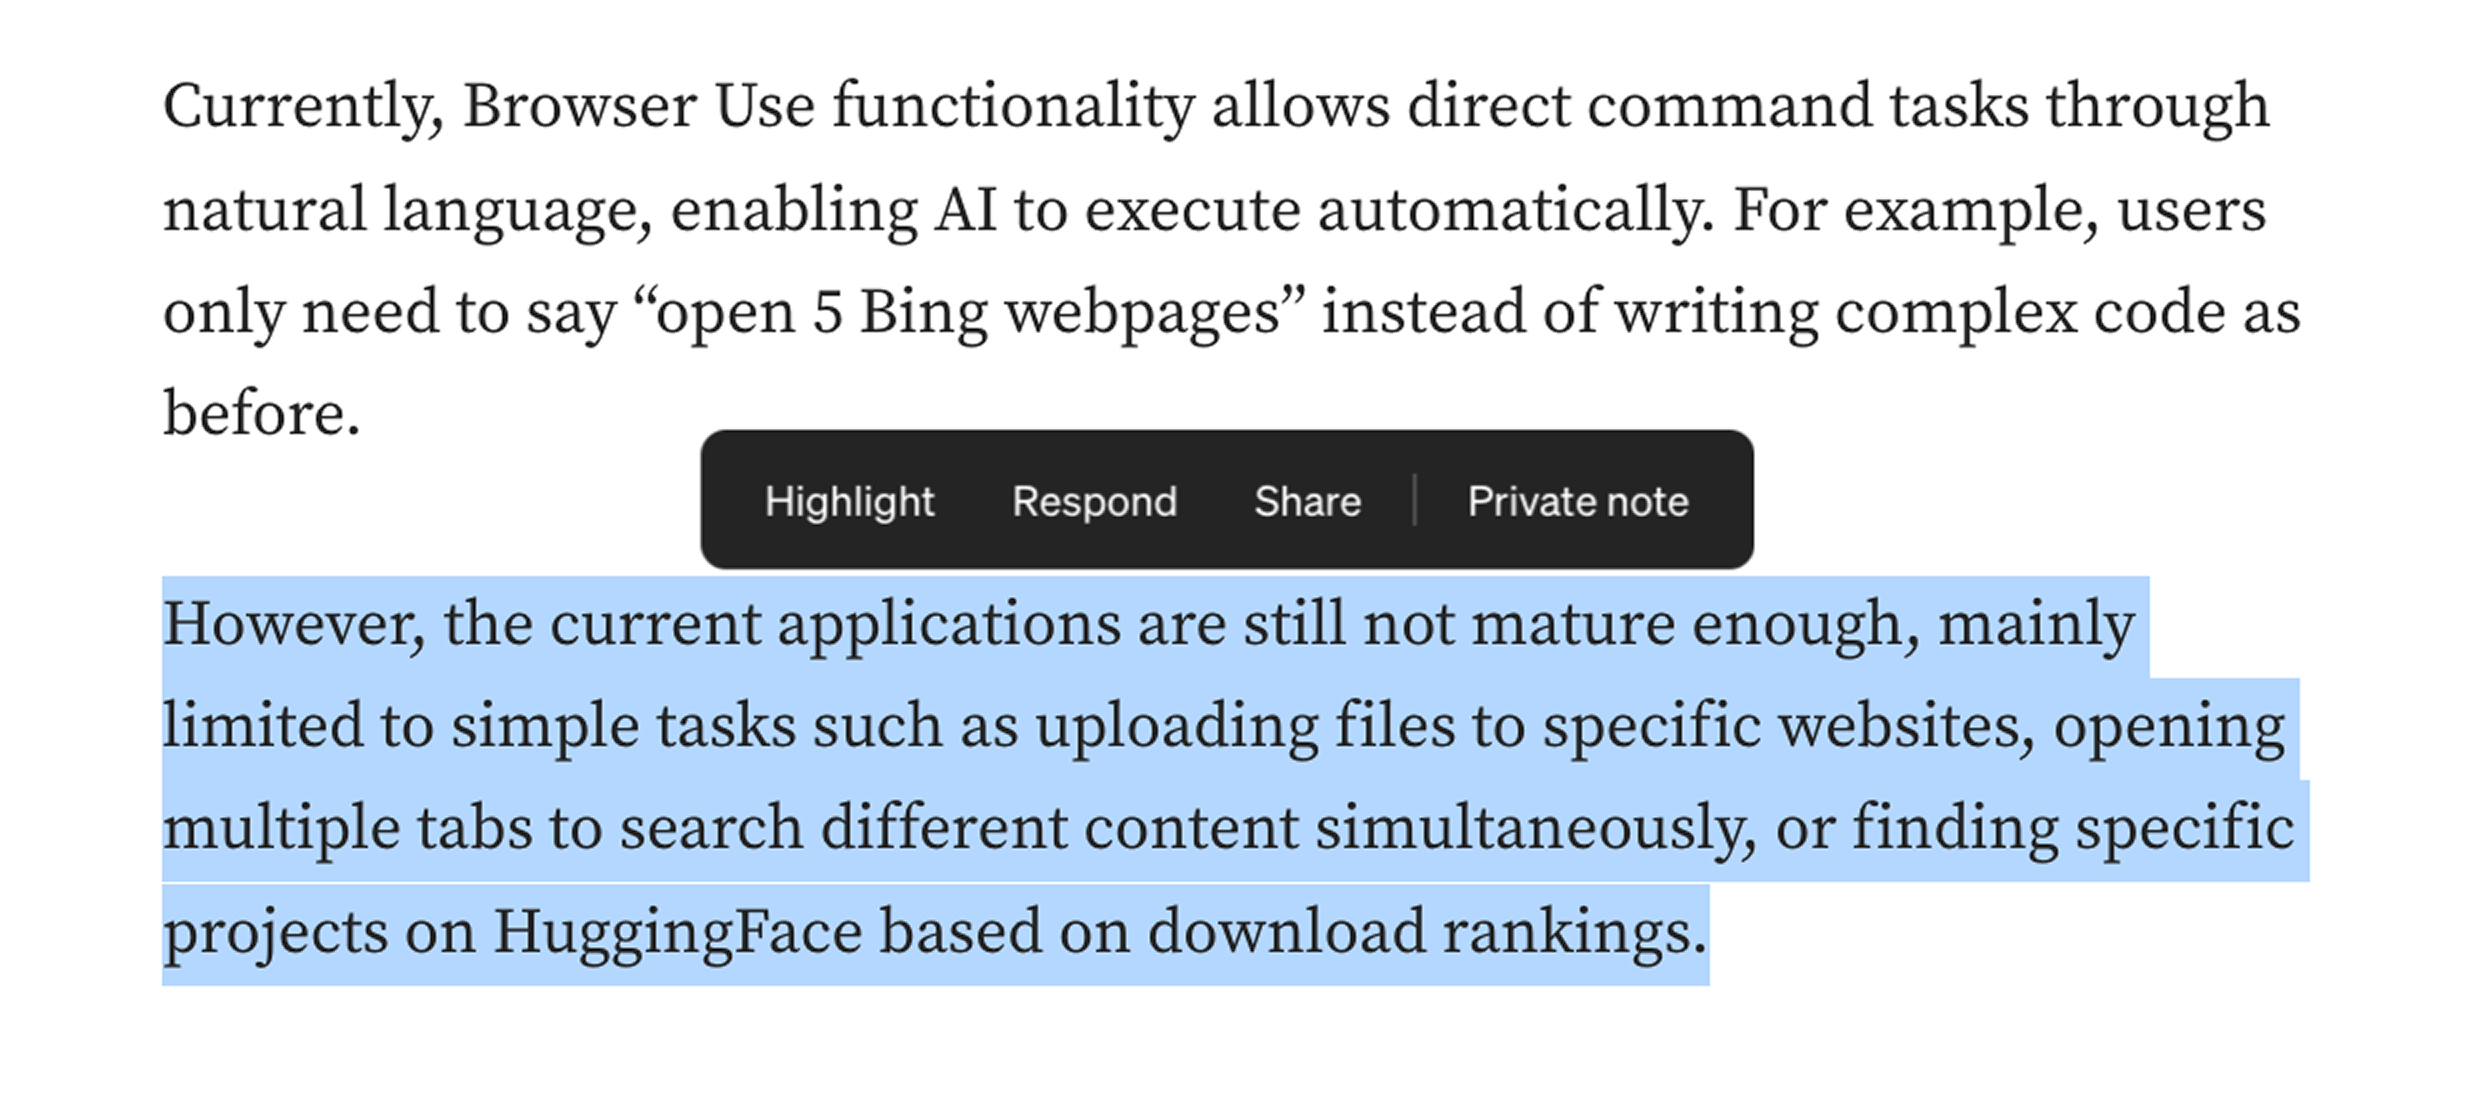 Currently, Browser Use functionality allows direct command tasks through
natural language, enabling AI to execute automatically. For example, users
only need to say “open 5 Bing webpages” instead of writing complex code as
before.
Highlight Respond Share Private note
However, the current applications are still not mature enough, mainly
limited to simple tasks such as uploading files to specific websites, opening
multiple tabs to search different content simultaneously, or finding specific
projects on HuggingFace based on download rankings.